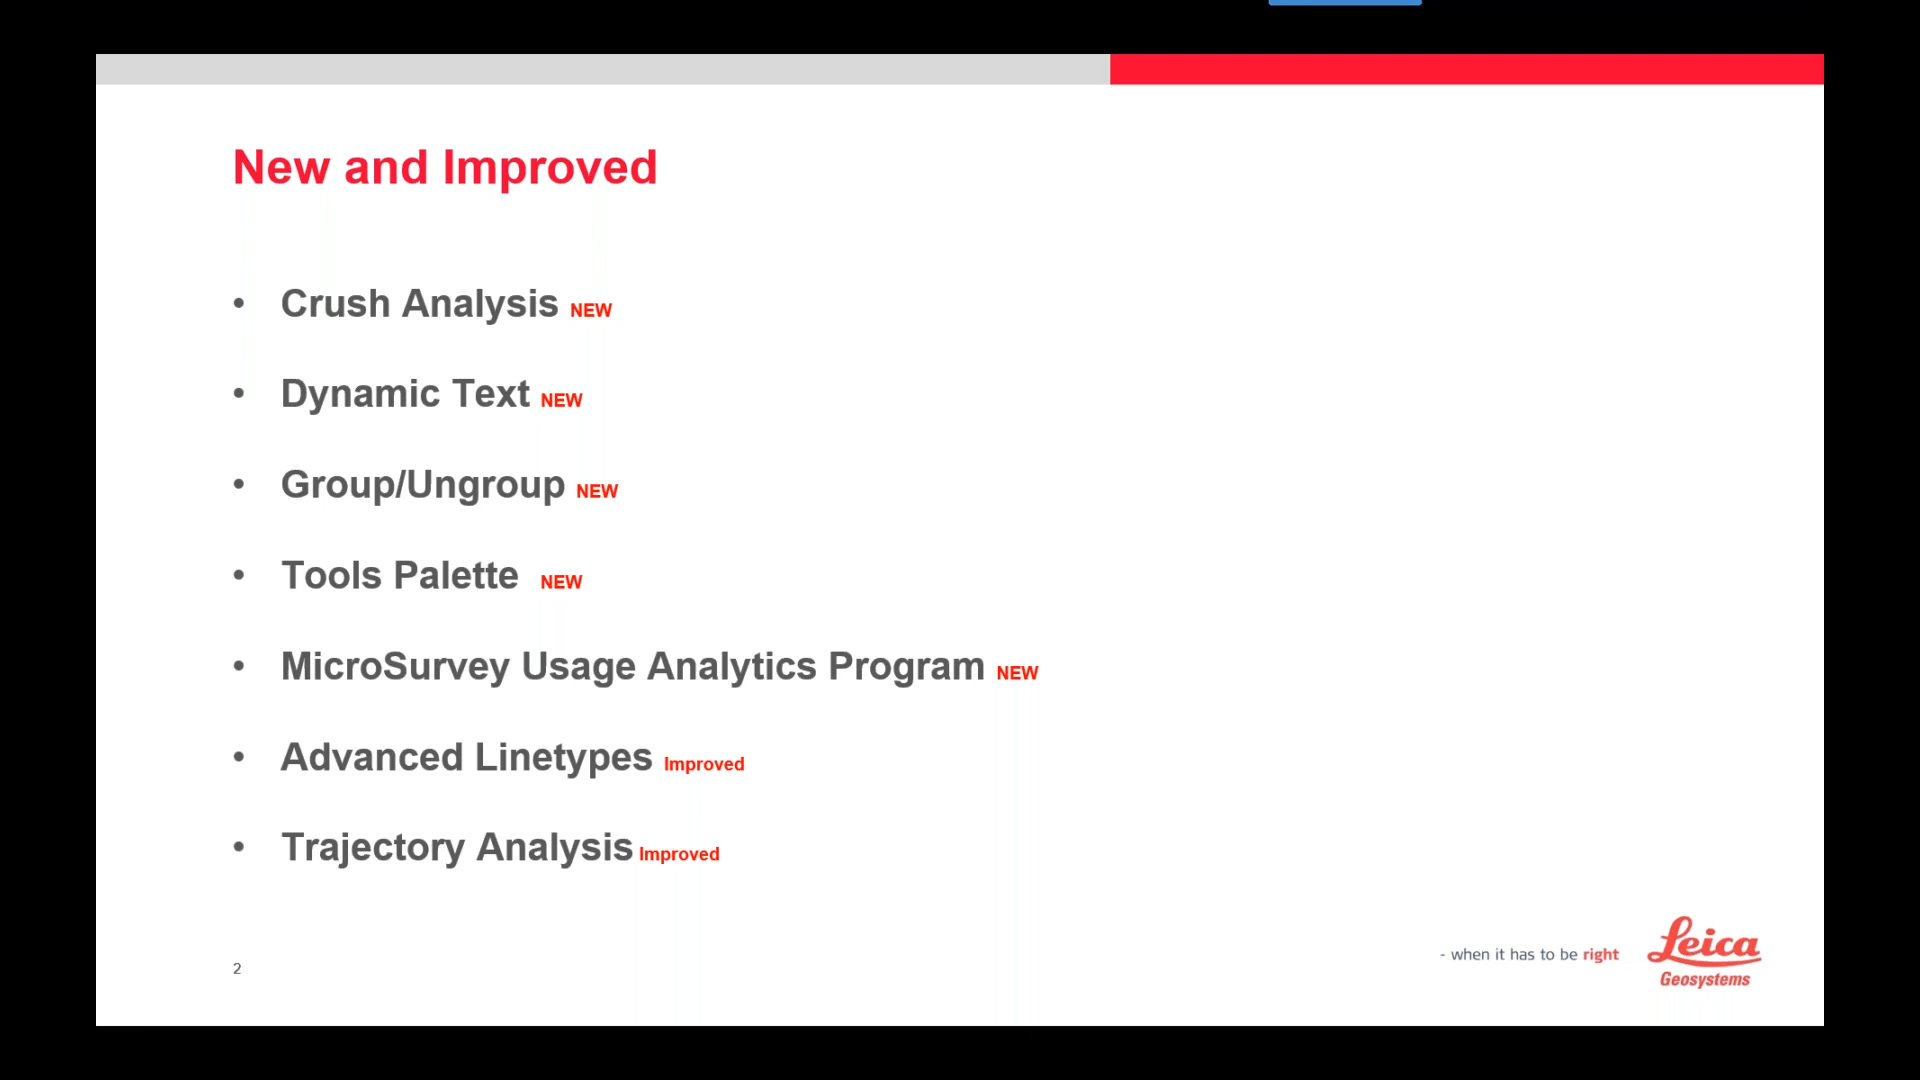 New and Improved
• Crush Analysis NEW
• Dynamic Text NEW
• Group/Ungroup NEW
• Tools Palette NEW
• MicroSurvey Usage Analytics Program NEW
• Advanced Linetypes Improved
• Trajectory Analysis Improved
- when it has to be right
Leica
Geosystems
2